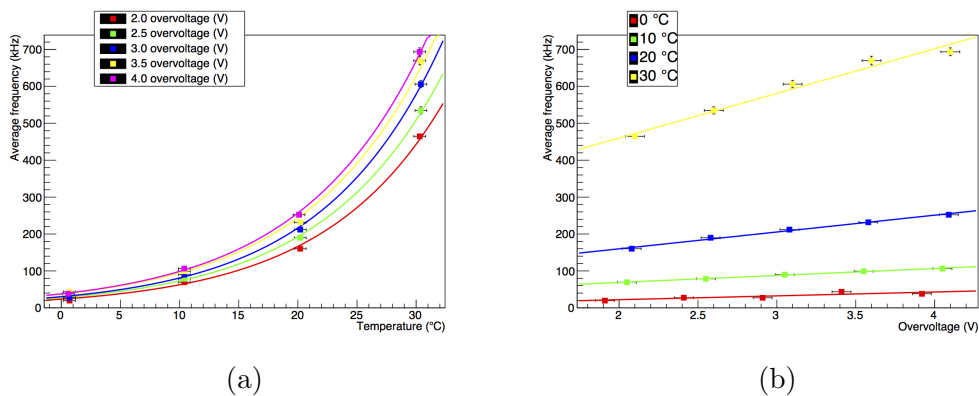 2.0 overvoltage (V)
2.5 overvoltage (V)
3.0 overvoltage (V)
3.5 overvoltage (V)
4.0 overvoltage (V)
Average frequency (kHz)
700
600
500
400
300
200
100
0
0 5 10 15 20 25 30
Temperature (°C)
(a)
0 °C
10 °C
20 °C
30 °C
Average frequency (kHz)
700
600
500
400
300
200
100
0
2 2.5 3 3.5 4
Overvoltage (V)
(b)